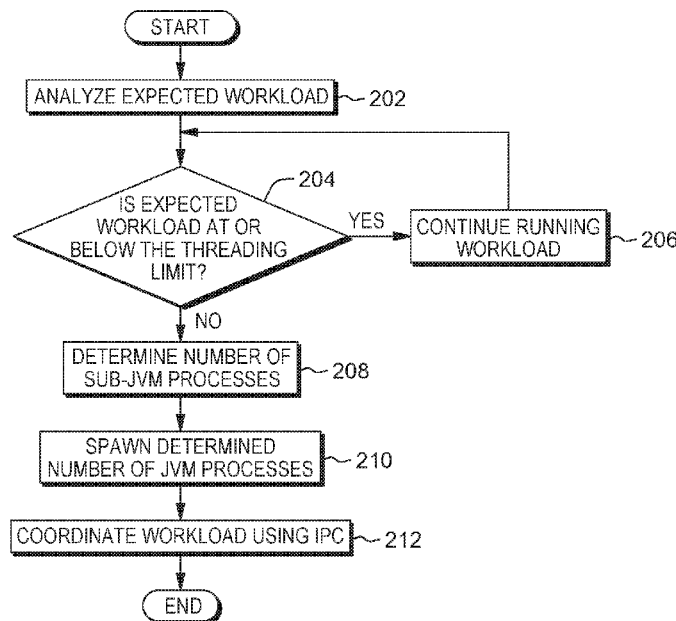 START
ANALYZE EXPECTED WORKLOAD
202
204
IS EXPECTED
WORKLOAD AT OR
BELOW THE THREADING
LIMIT?
YES
CONTINUE RUNNING
WORKLOAD
206
NO
DETERMINE NUMBER OF
SUB-JVM PROCESSES
208
SPAWN DETERMINED
NUMBER OF JVM PROCESSES
210
COORDINATE WORKLOAD USING IPC
212
END